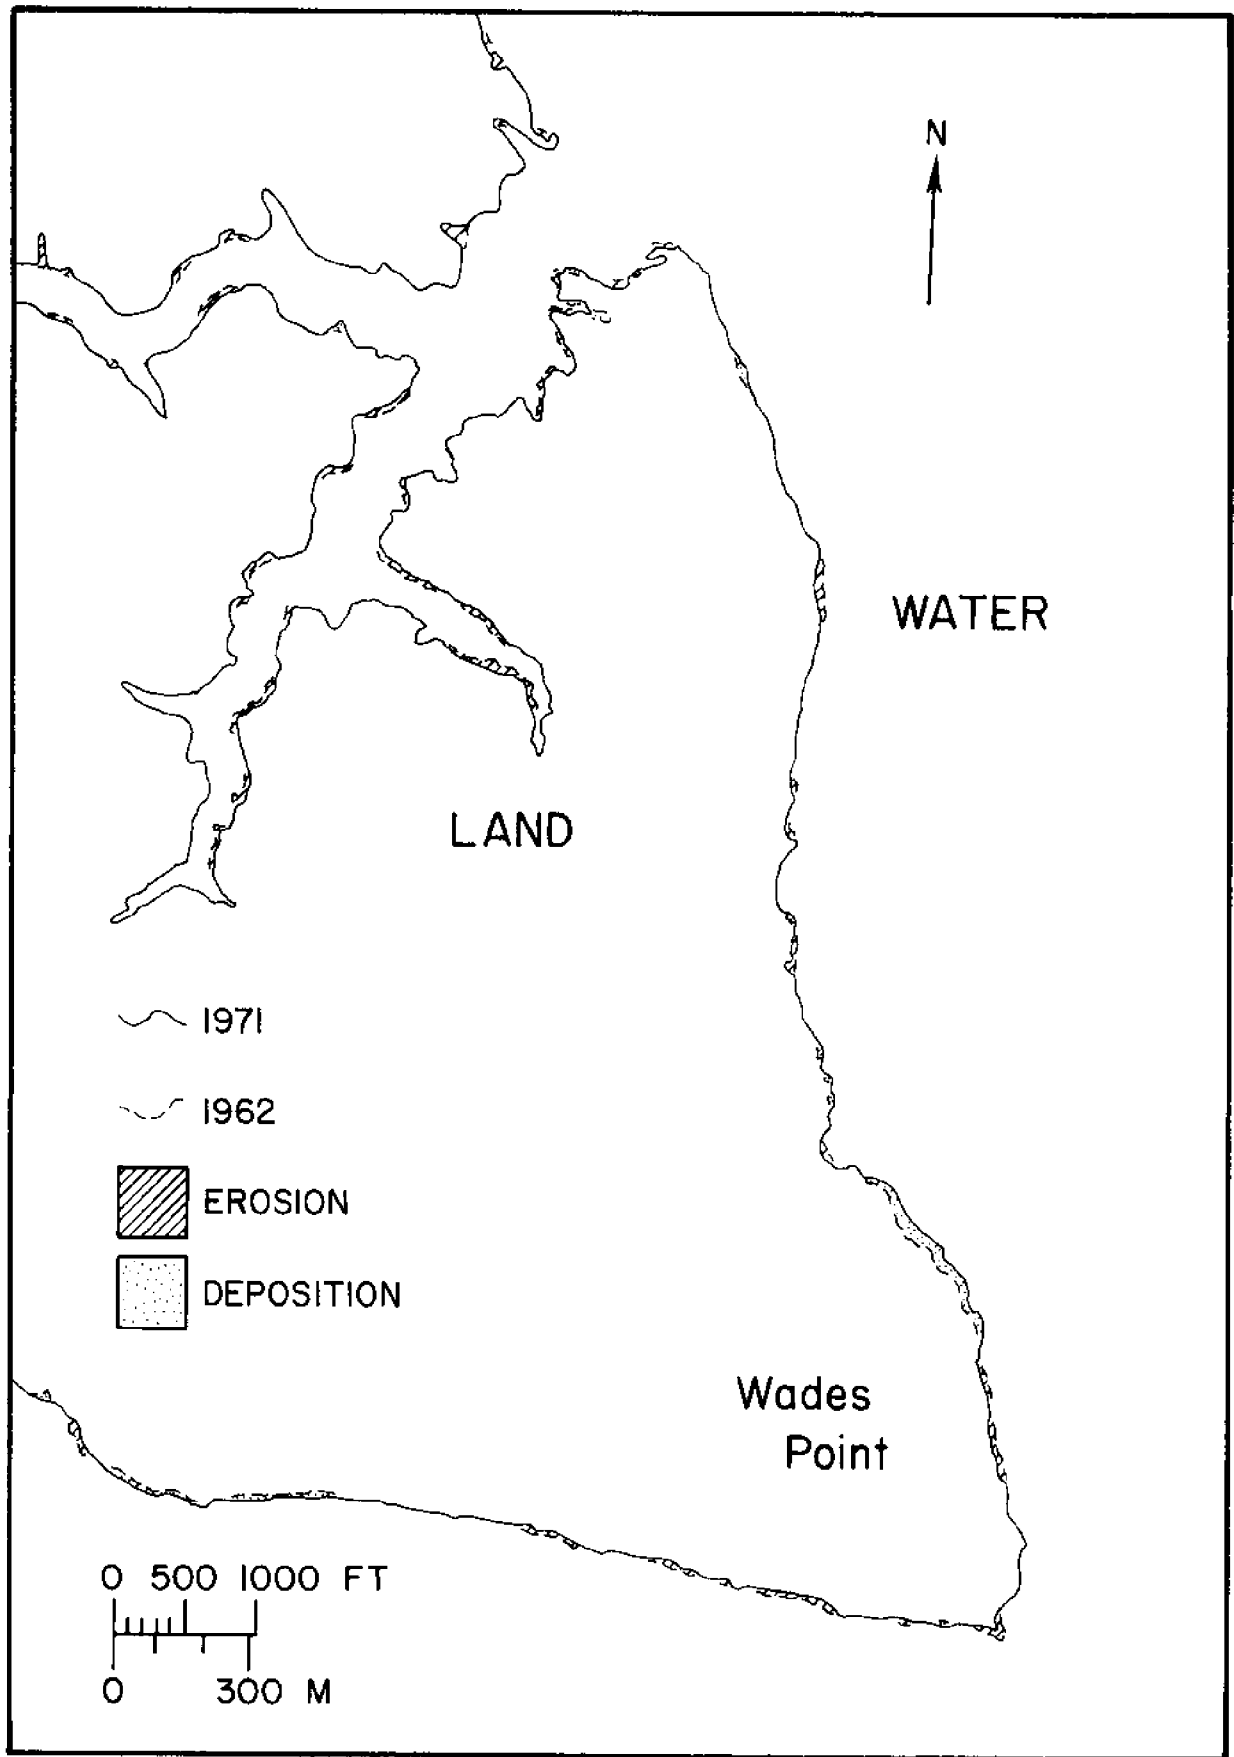 N
WATER
LAND
1971
1962
EROSION
DEPOSITION
Wades
Point
0 500 1000 FT
0 300 M